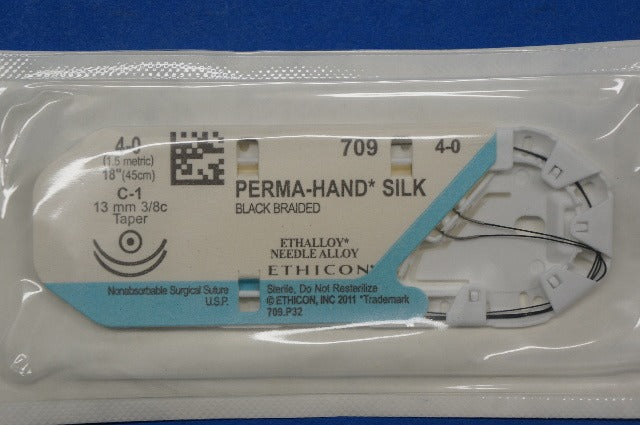 4-0
(1.5 metric)
18"(45cm)
C-1
13 mm 3/8c
Taper
709
4-0
PERMA-HAND* SILK
BLACK BRAIDED
ETHALLOY*
NEEDLE ALLOY
ETHICON*
Nonabsorbable Surgical Suture
U.S.P.
Sterile, Do Not Resterilize
© ETHICON, INC 2011 *Trademark
709.P32